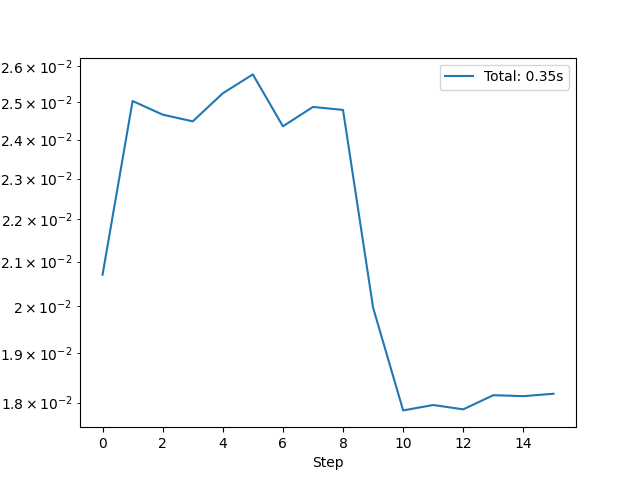 Total: 0.35s
2.6 × 10⁻²
2.5 × 10⁻²
2.4 × 10⁻²
2.3 × 10⁻²
2.2 × 10⁻²
2.1 × 10⁻²
2 × 10⁻²
1.9 × 10⁻²
1.8 × 10⁻²
0 2 4 6 8 10 12 14
Step